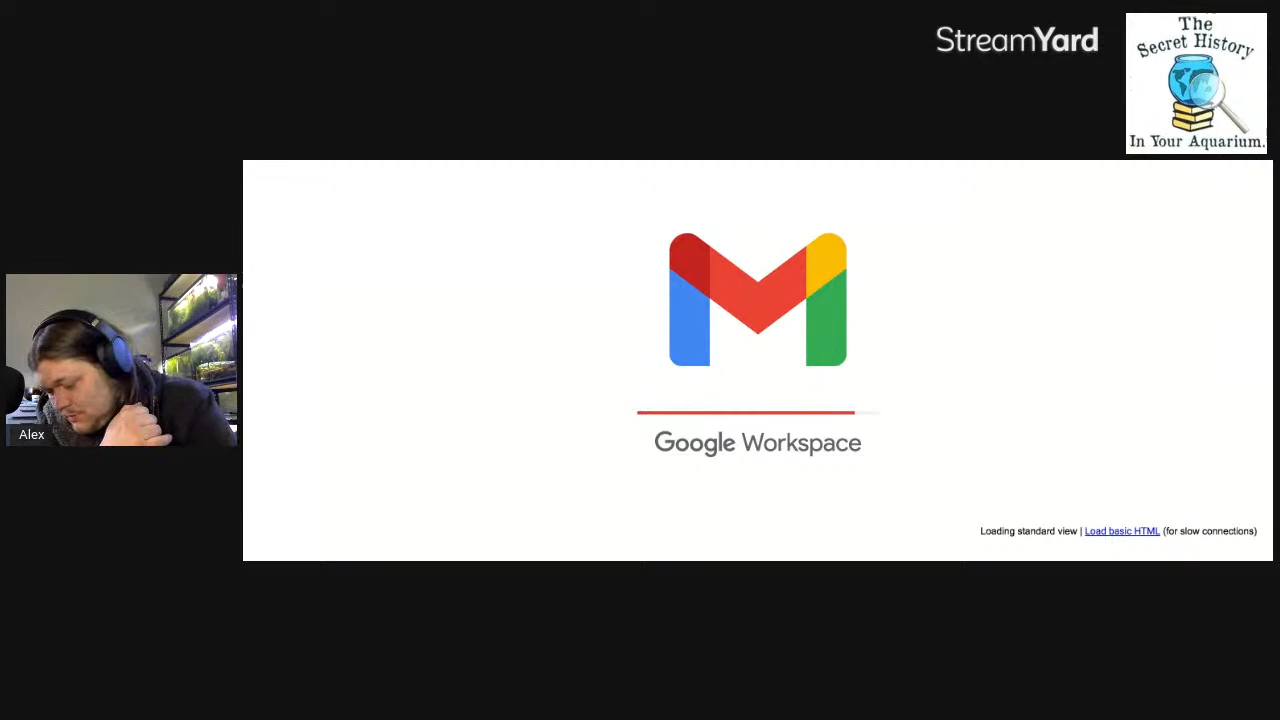 StreamYard
The
Secret History
In Your Aquarium.
Alex
Google Workspace
Loading standard view | Load basic HTML (for slow connections)